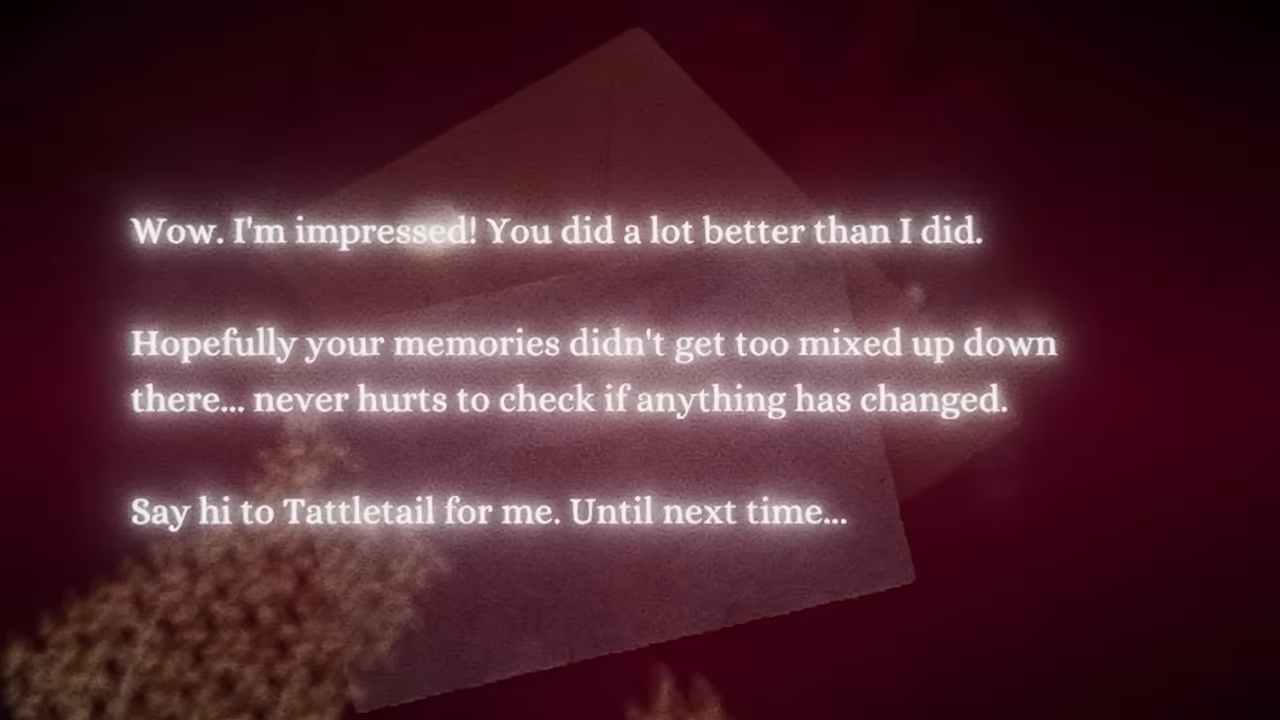 Wow. I'm impressed! You did a lot better than I did.
Hopefully your memories didn't get too mixed up down
there... never hurts to check if anything has changed.
Say hi to Tattletail for me. Until next time...